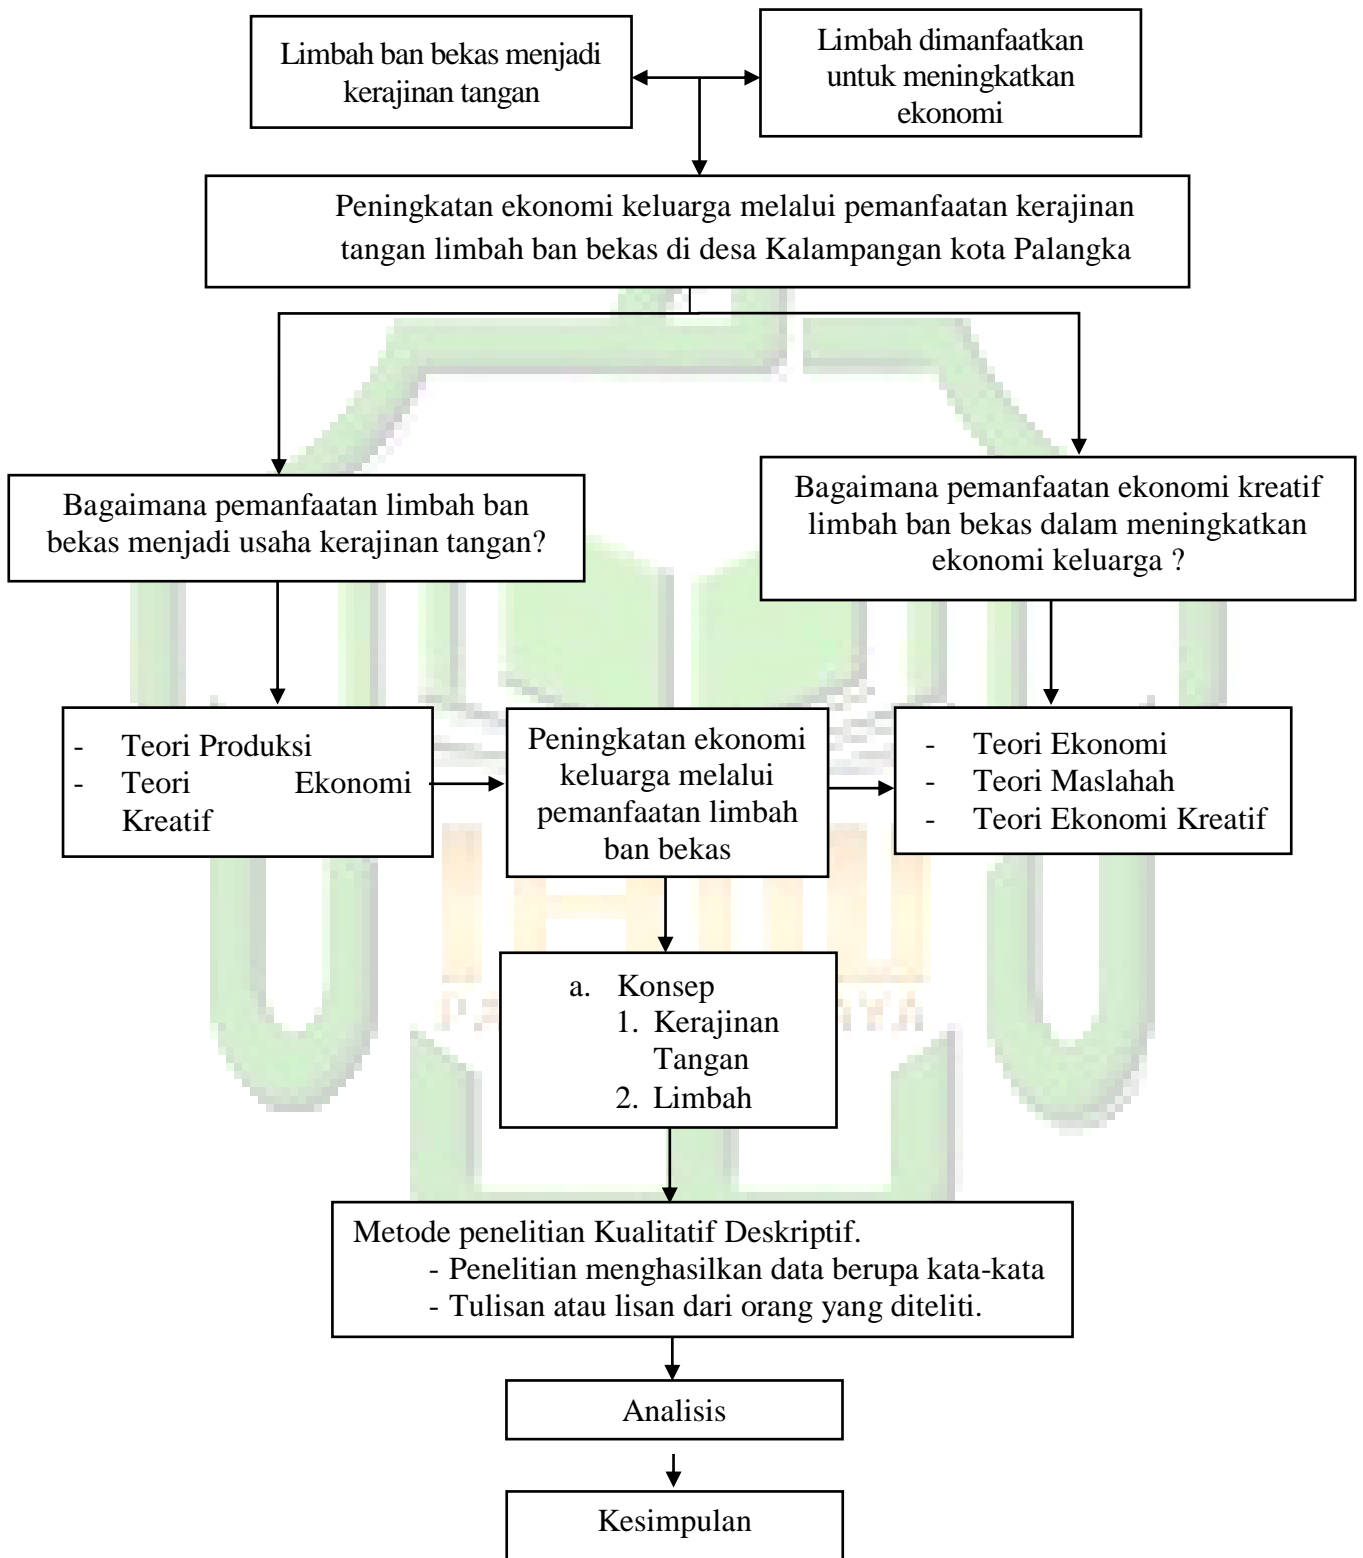 Limbah ban bekas menjadi
kerajinan tangan
Limbah dimanfaatkan
untuk meningkatkan
ekonomi
Peningkatan ekonomi keluarga melalui pemanfaatan kerajinan
tangan limbah ban bekas di desa Kalampangan kota Palangka
Bagaimana pemanfaatan limbah ban
bekas menjadi usaha kerajinan tangan?
Bagaimana pemanfaatan ekonomi kreatif
limbah ban bekas dalam meningkatkan
ekonomi keluarga ?
- Teori Produksi
- Teori Ekonomi
Kreatif
Peningkatan ekonomi
keluarga melalui
pemanfaatan limbah
ban bekas
- Teori Ekonomi
- Teori Maslahah
- Teori Ekonomi Kreatif
a. Konsep
1. Kerajinan
Tangan
2. Limbah
Metode penelitian Kualitatif Deskriptif.
- Penelitian menghasilkan data berupa kata-kata
- Tulisan atau lisan dari orang yang diteliti.
Analisis
Kesimpulan